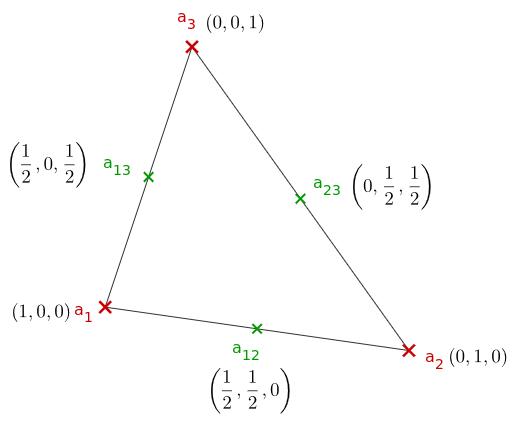 a₃ (0, 0, 1)
(1/2, 0, 1/2) a₁₃
a₂₃ (0, 1/2, 1/2)
(1, 0, 0) a₁
a₁₂
a₂ (0, 1, 0)
(1/2, 1/2, 0)